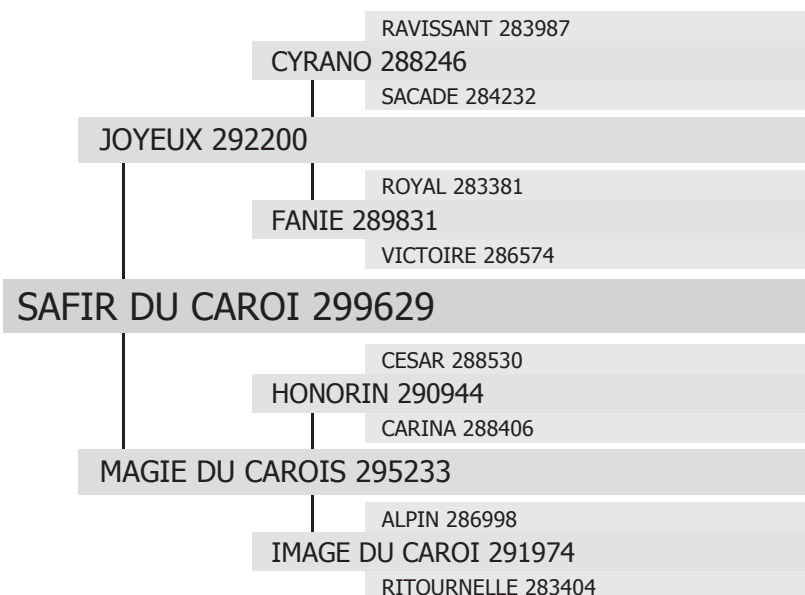 RAVISSANT 283987
CYRANO 288246
SACADE 284232
JOYEUX 292200
ROYAL 283381
FANIE 289831
VICTOIRE 286574
SAFIR DU CAROI 299629
CESAR 288530
HONORIN 290944
CARINA 288406
MAGIE DU CAROIS 295233
ALPIN 286998
IMAGE DU CAROI 291974
RITOURNELLE 283404